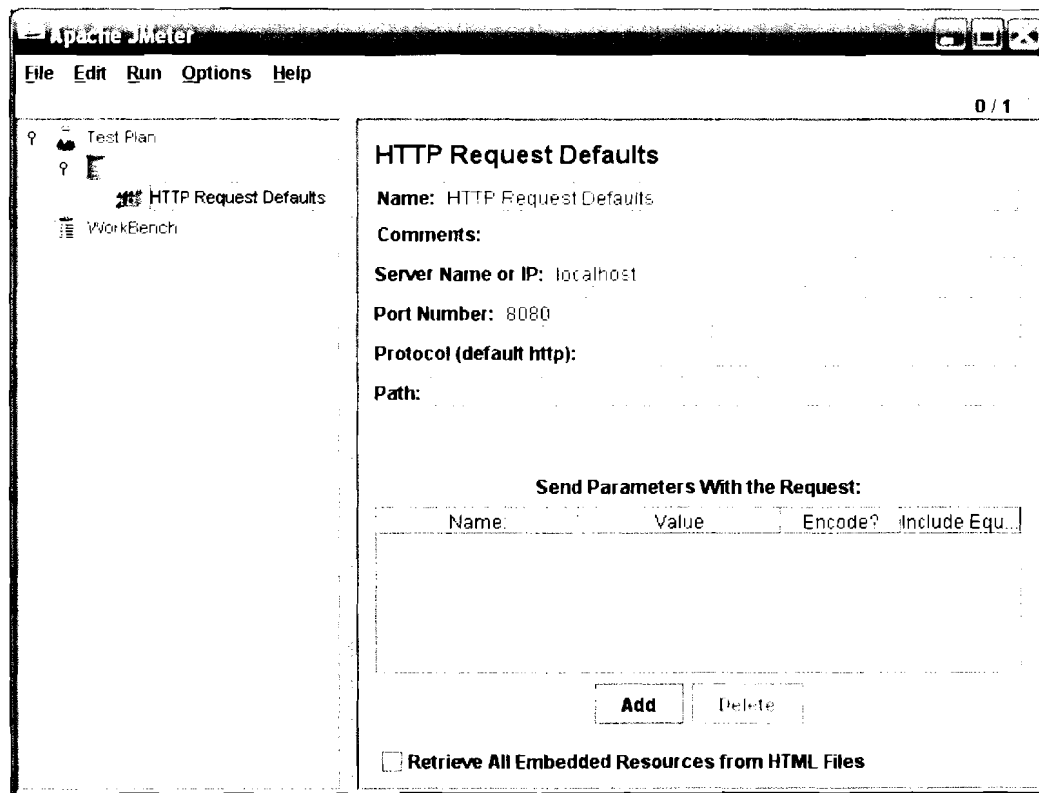 Apache JMeter
File Edit Run Options Help
0 / 1
Test Plan
HTTP Request Defaults
WorkBench
HTTP Request Defaults
Name: HTTP Request Defaults
Comments:
Server Name or IP: localhost
Port Number: 8080
Protocol (default http):
Path:
Send Parameters With the Request:
Name: Value Encode? Include Equ...
Add Delete
Retrieve All Embedded Resources from HTML Files